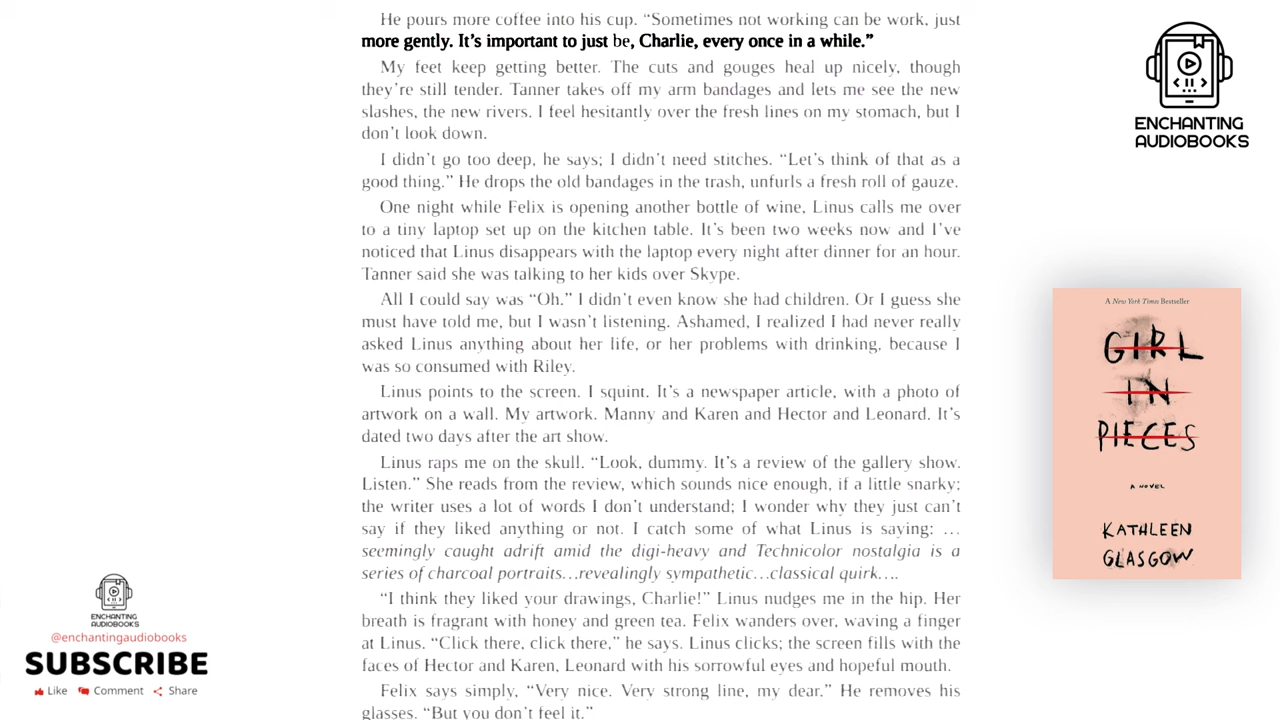 He pours more coffee into his cup. “Sometimes not working can be work, just
more gently. It’s important to just be, Charlie, every once in a while.”
My feet keep getting better. The cuts and gouges heal up nicely, though
they’re still tender. Tanner takes off my arm bandages and lets me see the new
slashes, the new rivers. I feel hesitantly over the fresh lines on my stomach, but I
don’t look down.
I didn’t go too deep, he says; I didn’t need stitches. “Let’s think of that as a
good thing.” He drops the old bandages in the trash, unfurls a fresh roll of gauze.
One night while Felix is opening another bottle of wine, Linus calls me over
to a tiny laptop set up on the kitchen table. It’s been two weeks now and I’ve
noticed that Linus disappears with the laptop every night after dinner for an hour.
Tanner said she was talking to her kids over Skype.
All I could say was “Oh.” I didn’t even know she had children. Or I guess she
must have told me, but I wasn’t listening. Ashamed, I realized I had never really
asked Linus anything about her life, or her problems with drinking, because I
was so consumed with Riley.
Linus points to the screen. I squint. It’s a newspaper article, with a photo of
artwork on a wall. My artwork. Manny and Karen and Hector and Leonard. It’s
dated two days after the art show.
Linus raps me on the skull. “Look, dummy. It’s a review of the gallery show.
Listen.” She reads from the review, which sounds nice enough, if a little snarky;
the writer uses a lot of words I don’t understand; I wonder why they just can’t
say if they liked anything or not. I catch some of what Linus is saying: …
seemingly caught adrift amid the digi-heavy and Technicolor nostalgia is a
series of charcoal portraits…revealingly sympathetic…classical quirk….
“I think they liked your drawings, Charlie!” Linus nudges me in the hip. Her
breath is fragrant with honey and green tea. Felix wanders over, waving a finger
at Linus. “Click there, click there,” he says. Linus clicks; the screen fills with the
faces of Hector and Karen, Leonard with his sorrowful eyes and hopeful mouth.
Felix says simply, “Very nice. Very strong line, my dear.” He removes his
glasses. “But you don’t feel it.”
ENCHANTING
AUDIOBOOKS
A New York Times Bestseller
GIRL
IN
PIECES
A NOVEL
KATHLEEN
GLASGOW
ENCHANTING
AUDIOBOOKS
@enchantingaudiobooks
SUBSCRIBE
Like Comment Share